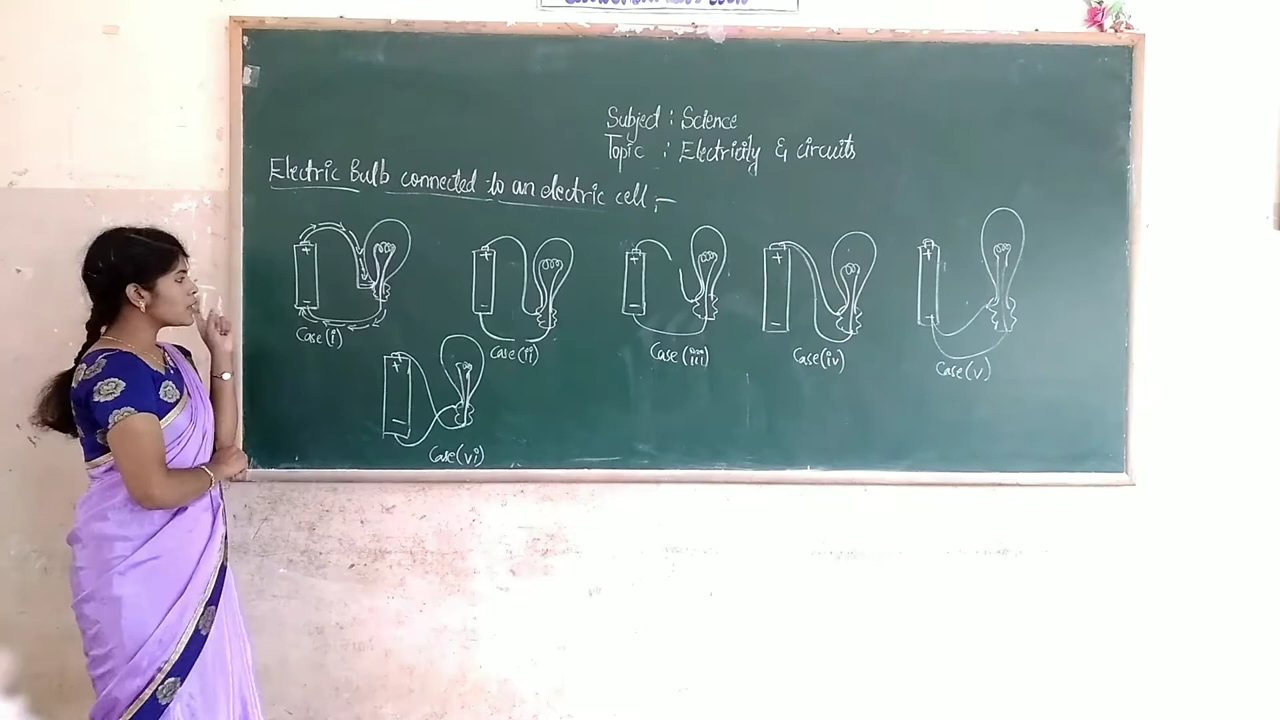 Subject : Science
Topic : Electricity & circuits
Electric Bulb connected to an electric cell :-
+
-
Case (i)
+
-
Case (ii)
+
-
Case (iii)
+
-
Case (iv)
+
-
Case (v)
+
-
Case (vi)